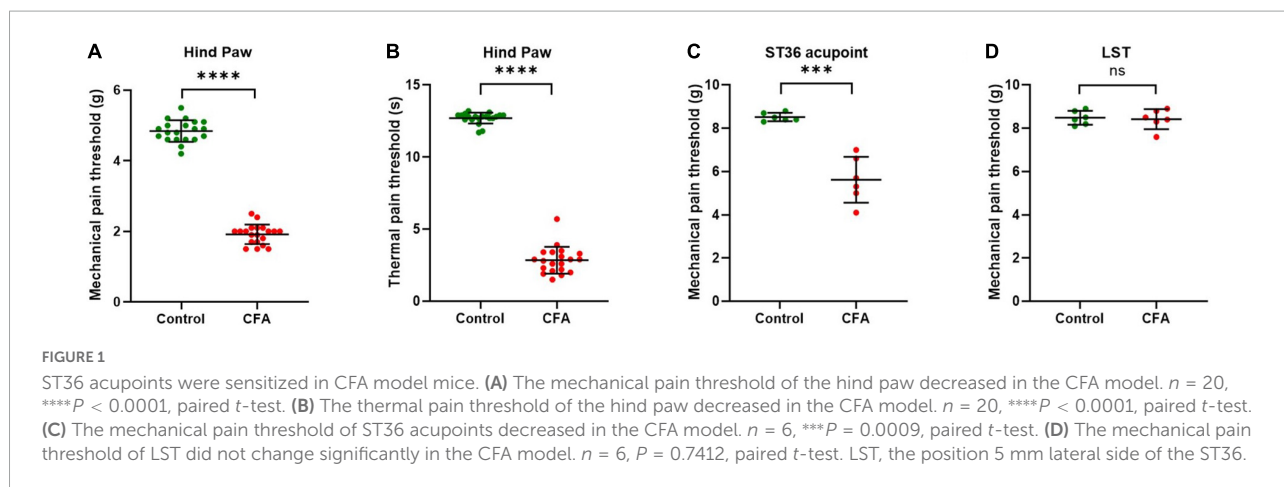 A
Hind Paw
****
Mechanical pain threshold (g)
6
4
2
0
Control
CFA
B
Hind Paw
****
Thermal pain threshold (s)
15
10
5
0
Control
CFA
C
ST36 acupoint
***
Mechanical pain threshold (g)
10
8
6
4
2
0
Control
CFA
D
LST
ns
Mechanical pain threshold (g)
10
8
6
4
2
0
Control
CFA
FIGURE 1
ST36 acupoints were sensitized in CFA model mice. (A) The mechanical pain threshold of the hind paw decreased in the CFA model. n = 20,
****P < 0.0001, paired t-test. (B) The thermal pain threshold of the hind paw decreased in the CFA model. n = 20, ****P < 0.0001, paired t-test.
(C) The mechanical pain threshold of ST36 acupoints decreased in the CFA model. n = 6, ***P = 0.0009, paired t-test. (D) The mechanical pain
threshold of LST did not change significantly in the CFA model. n = 6, P = 0.7412, paired t-test. LST, the position 5 mm lateral side of the ST36.